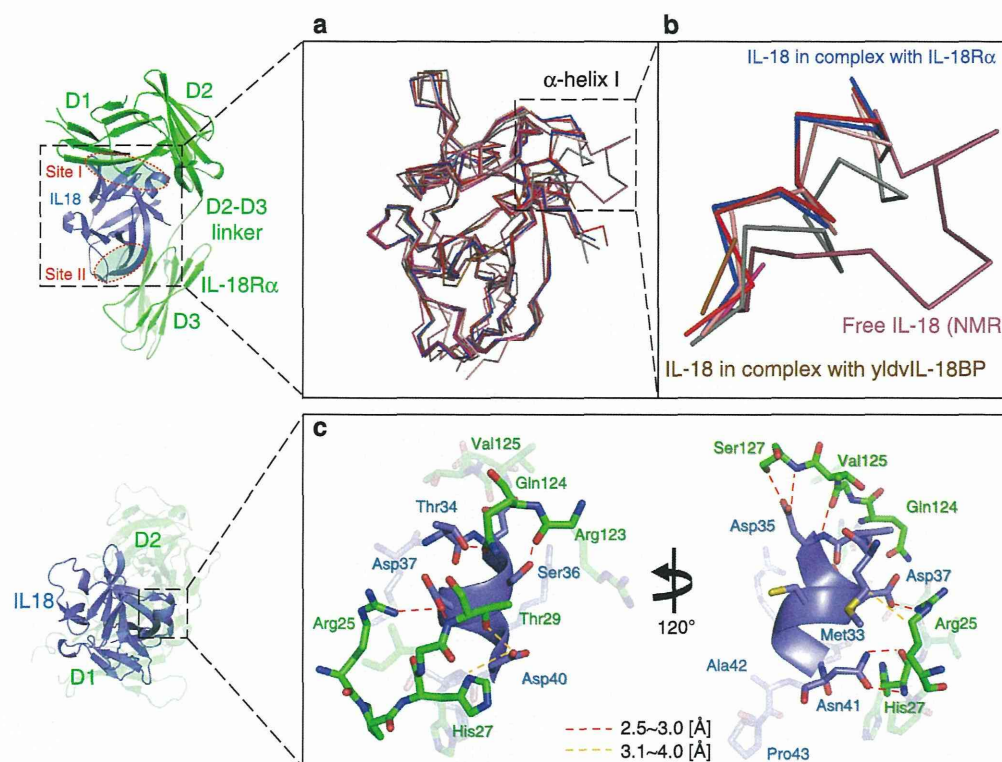 a
b
D1
D2
Site I
IL18
D2-D3
linker
Site II
IL-18Rα
D3
α-helix I
IL-18 in complex with IL-18Rα
Free IL-18 (NMR
IL-18 in complex with yldvIL-18BP
c
D2
IL18
D1
Val125
Gln124
Thr34
Arg123
Asp37
Ser36
Arg25
Thr29
Asp40
His27
120°
Ser127
Val125
Gln124
Asp35
Asp37
Arg25
Met33
Ala42
Asn41
His27
Pro43
2.5~3.0 [Å]
3.1~4.0 [Å]